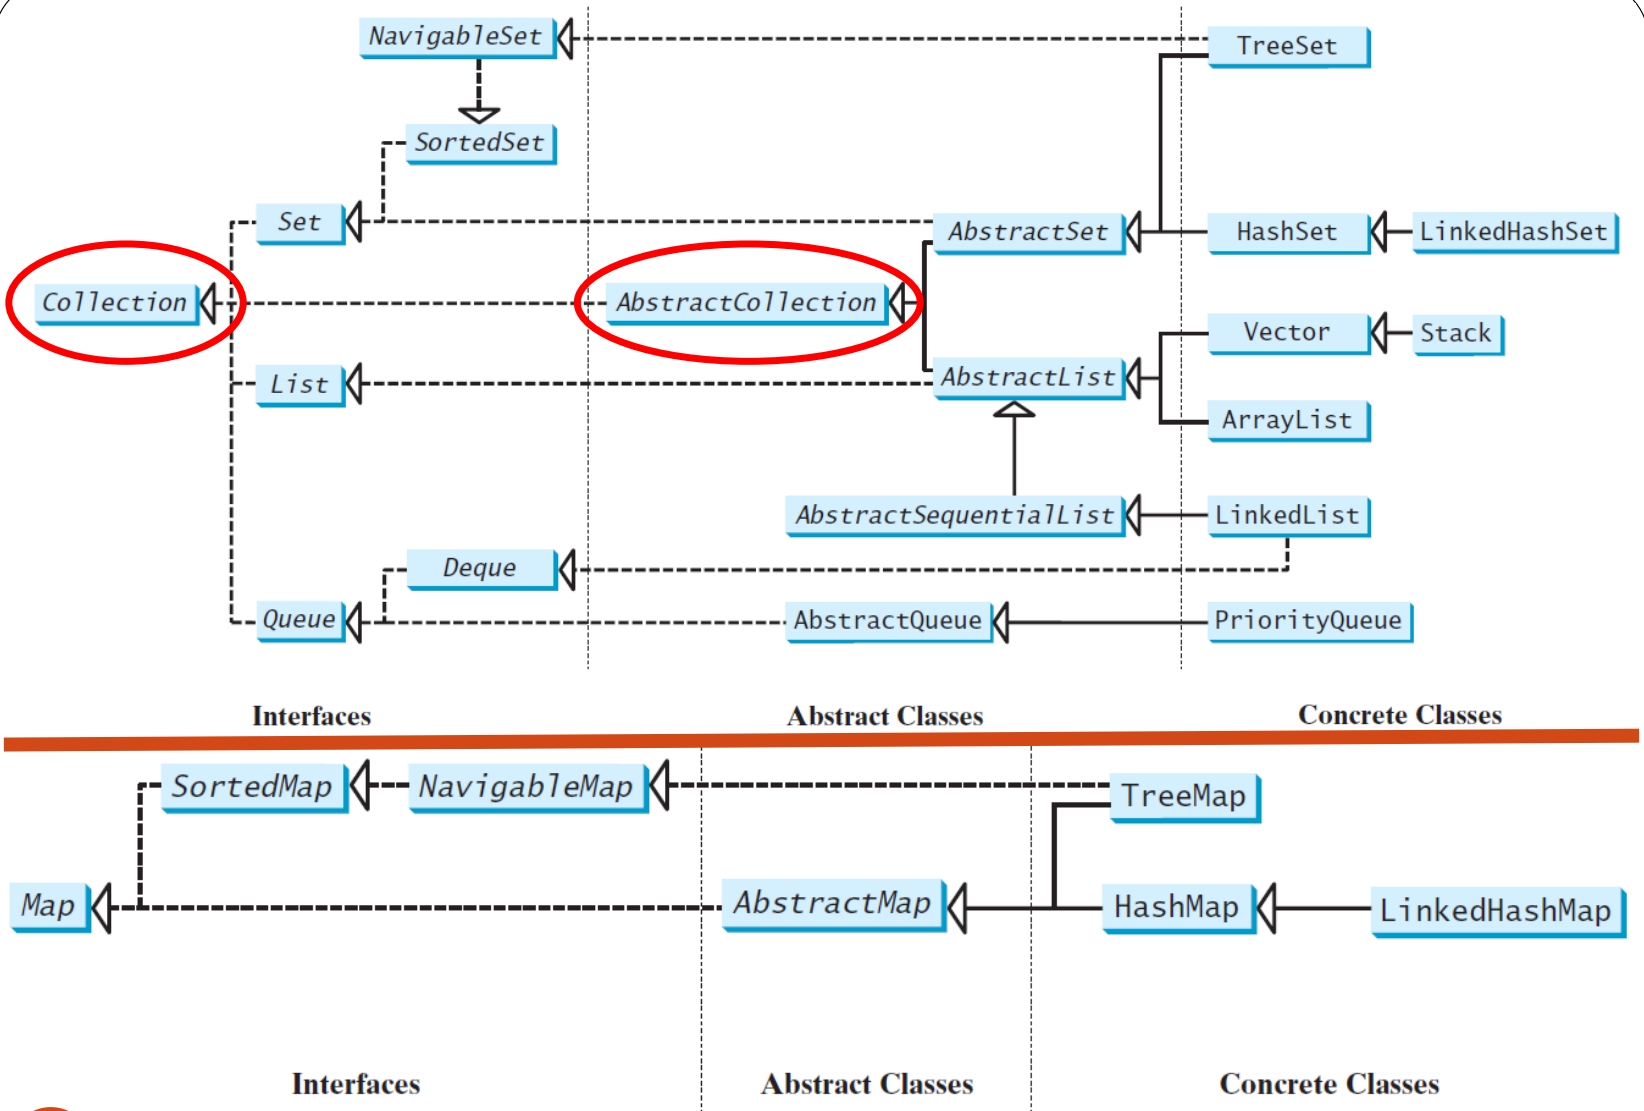 NavigableSet
TreeSet
SortedSet
Set
AbstractSet
HashSet
LinkedHashSet
Collection
AbstractCollection
Vector
Stack
List
AbstractList
ArrayList
AbstractSequentialList
LinkedList
Deque
Queue
AbstractQueue
PriorityQueue
Interfaces
Abstract Classes
Concrete Classes
SortedMap
NavigableMap
TreeMap
Map
AbstractMap
HashMap
LinkedHashMap
Interfaces
Abstract Classes
Concrete Classes